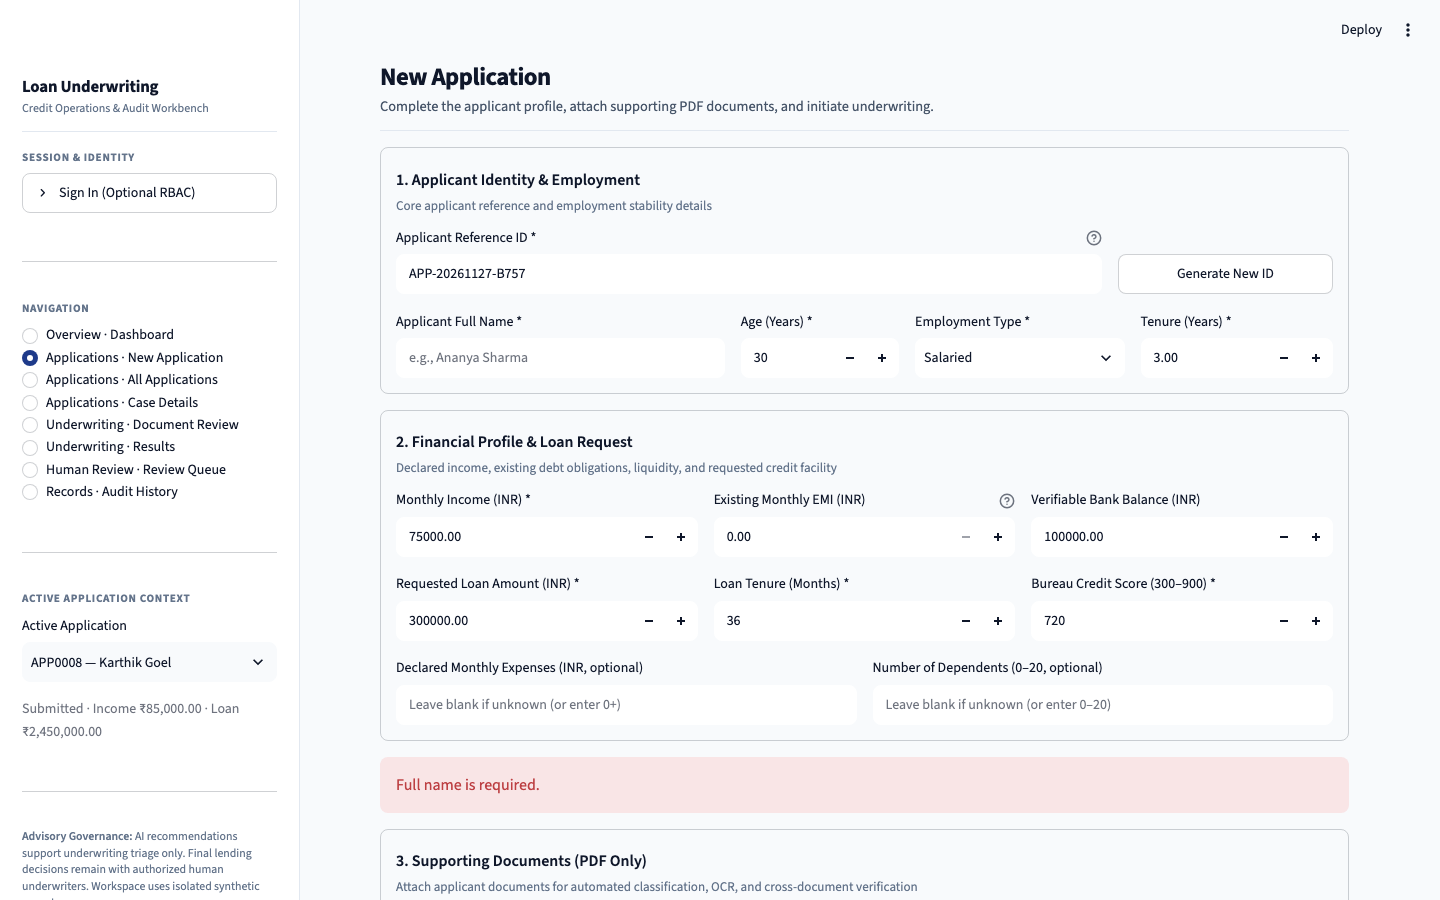 Deploy
Loan Underwriting
Credit Operations & Audit Workbench
SESSION & IDENTITY
Sign In (Optional RBAC)
NAVIGATION
Overview · Dashboard
Applications · New Application
Applications · All Applications
Applications · Case Details
Underwriting · Document Review
Underwriting · Results
Human Review · Review Queue
Records · Audit History
ACTIVE APPLICATION CONTEXT
Active Application
APP0008 — Karthik Goel
Submitted · Income ₹85,000.00 · Loan
₹2,450,000.00
Advisory Governance: AI recommendations
support underwriting triage only. Final lending
decisions remain with authorized human
underwriters. Workspace uses isolated synthetic
New Application
Complete the applicant profile, attach supporting PDF documents, and initiate underwriting.
1. Applicant Identity & Employment
Core applicant reference and employment stability details
Applicant Reference ID *
APP-20261127-B757
Generate New ID
Applicant Full Name * Age (Years) * Employment Type * Tenure (Years) *
e.g., Ananya Sharma 30 Salaried 3.00
2. Financial Profile & Loan Request
Declared income, existing debt obligations, liquidity, and requested credit facility
Monthly Income (INR) * Existing Monthly EMI (INR) Verifiable Bank Balance (INR)
75000.00 0.00 100000.00
Requested Loan Amount (INR) * Loan Tenure (Months) * Bureau Credit Score (300–900) *
300000.00 36 720
Declared Monthly Expenses (INR, optional) Number of Dependents (0–20, optional)
Leave blank if unknown (or enter 0+) Leave blank if unknown (or enter 0–20)
Full name is required.
3. Supporting Documents (PDF Only)
Attach applicant documents for automated classification, OCR, and cross-document verification